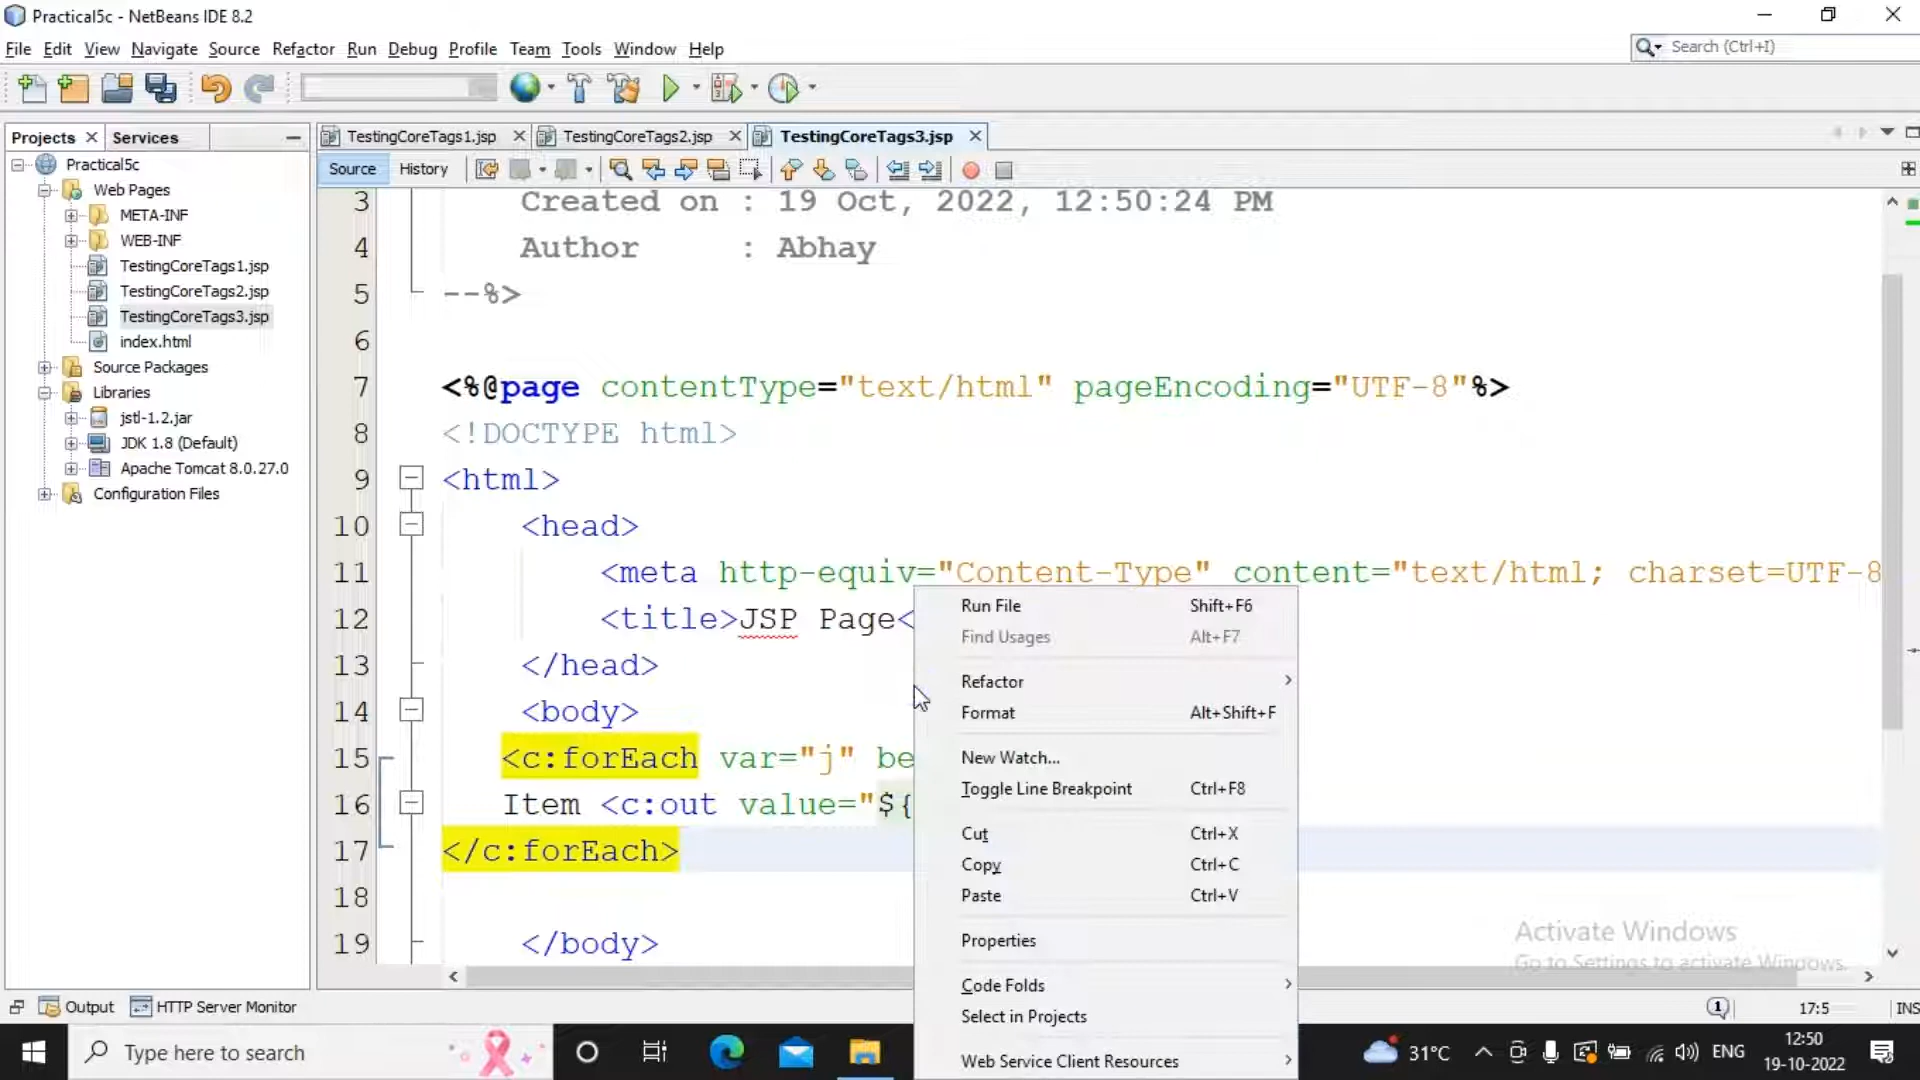 Practical5c - NetBeans IDE 8.2
File Edit View Navigate Source Refactor Run Debug Profile Team Tools Window Help
Search (Ctrl+I)
Projects
Services
TestingCoreTags1.jsp
TestingCoreTags2.jsp
TestingCoreTags3.jsp
Source History
Practical5c
Web Pages
META-INF
WEB-INF
TestingCoreTags1.jsp
TestingCoreTags2.jsp
TestingCoreTags3.jsp
index.html
Source Packages
Libraries
jstl-1.2.jar
JDK 1.8 (Default)
Apache Tomcat 8.0.27.0
Configuration Files
3 Created on : 19 Oct, 2022, 12:50:24 PM
4 Author : Abhay
5 --%>
6
7 <%@page contentType="text/html" pageEncoding="UTF-8"%>
8 <!DOCTYPE html>
9 <html>
10 <head>
11 <meta http-equiv="Content-Type" content="text/html; charset=UTF-8
12 <title>JSP Page<
13 </head>
14 <body>
15 <c:forEach var="j" be
16 Item <c:out value="${
17 </c:forEach>
18
19 </body>
Run File Shift+F6
Find Usages Alt+F7
Refactor
Format Alt+Shift+F
New Watch...
Toggle Line Breakpoint Ctrl+F8
Cut Ctrl+X
Copy Ctrl+C
Paste Ctrl+V
Properties
Code Folds
Select in Projects
Web Service Client Resources
Activate Windows
Go to Settings to activate Windows.
Output
HTTP Server Monitor
1
17:5
INS
Type here to search
31°C
ENG
12:50
19-10-2022